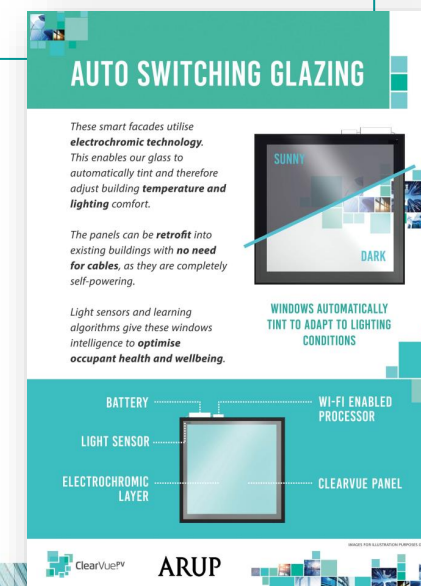 AUTO SWITCHING GLAZING
These smart facades utilise
electrochromic technology.
This enables our glass to
automatically tint and therefore
adjust building temperature and
lighting comfort.
The panels can be retrofit into
existing buildings with no need
for cables, as they are completely
self-powering.
Light sensors and learning
algorithms give these windows
intelligence to optimise
occupant health and wellbeing.
SUNNY
DARK
WINDOWS AUTOMATICALLY
TINT TO ADAPT TO LIGHTING
CONDITIONS
BATTERY
LIGHT SENSOR
ELECTROCHROMIC
LAYER
WI-FI ENABLED
PROCESSOR
CLEARVUE PANEL
IMAGES FOR ILLUSTRATION PURPOSES
ClearVuePV
ARUP